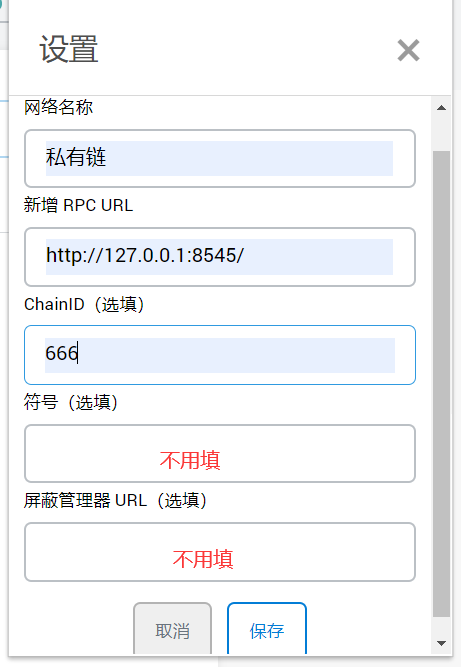 设置
网络名称
私有链
新增 RPC URL
http://127.0.0.1:8545/
ChainID（选填）
666
符号（选填）
不用填
屏蔽管理器 URL（选填）
不用填
取消
保存